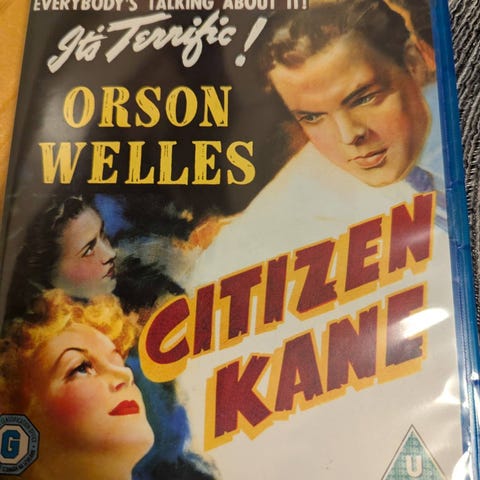 EVERYBODY'S TALKING ABOUT IT!
It's Terrific!
ORSON
WELLES
CITIZEN
KANE
G
U